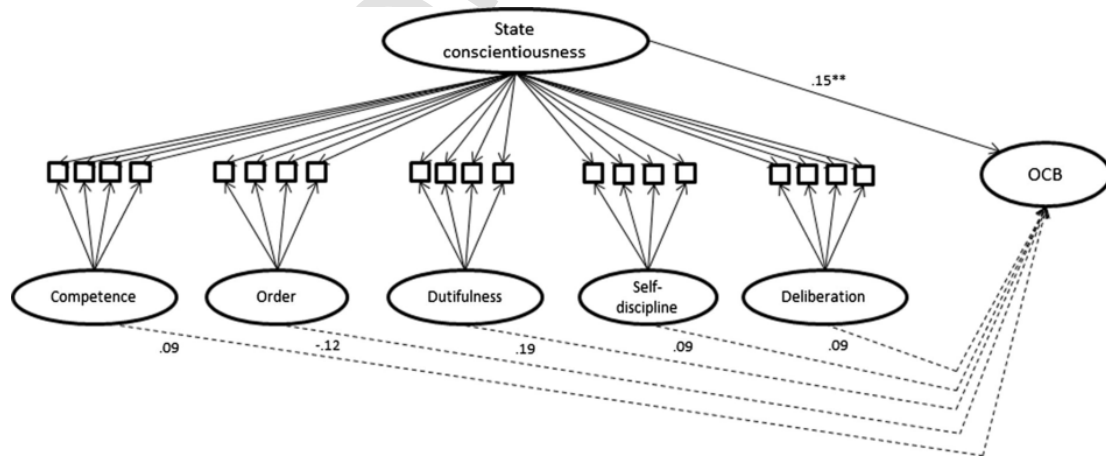 State
conscientiousness
.15**
OCB
Competence
Order
Dutifulness
Self-
discipline
Deliberation
.09
-.12
.19
.09
.09